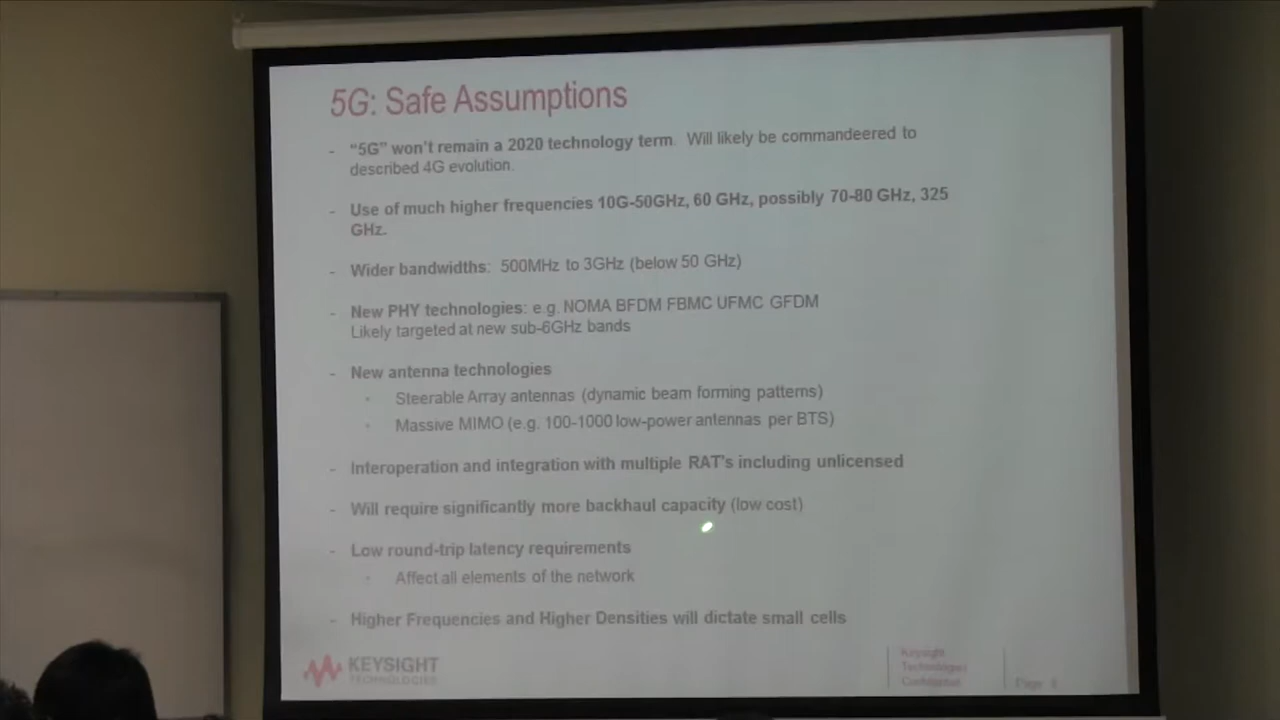 5G: Safe Assumptions
- "5G" won't remain a 2020 technology term. Will likely be commandeered to
described 4G evolution.
- Use of much higher frequencies 10G-50GHz, 60 GHz, possibly 70-80 GHz, 325
GHz.
- Wider bandwidths: 500MHz to 3GHz (below 50 GHz)
- New PHY technologies: e.g. NOMA BFDM FBMC UFMC GFDM
Likely targeted at new sub-6GHz bands
- New antenna technologies
· Steerable Array antennas (dynamic beam forming patterns)
· Massive MIMO (e.g. 100-1000 low-power antennas per BTS)
- Interoperation and integration with multiple RAT's including unlicensed
- Will require significantly more backhaul capacity (low cost)
- Low round-trip latency requirements
· Affect all elements of the network
- Higher Frequencies and Higher Densities will dictate small cells
KEYSIGHT
TECHNOLOGIES
Keysight
Technologies
Confidential
Page